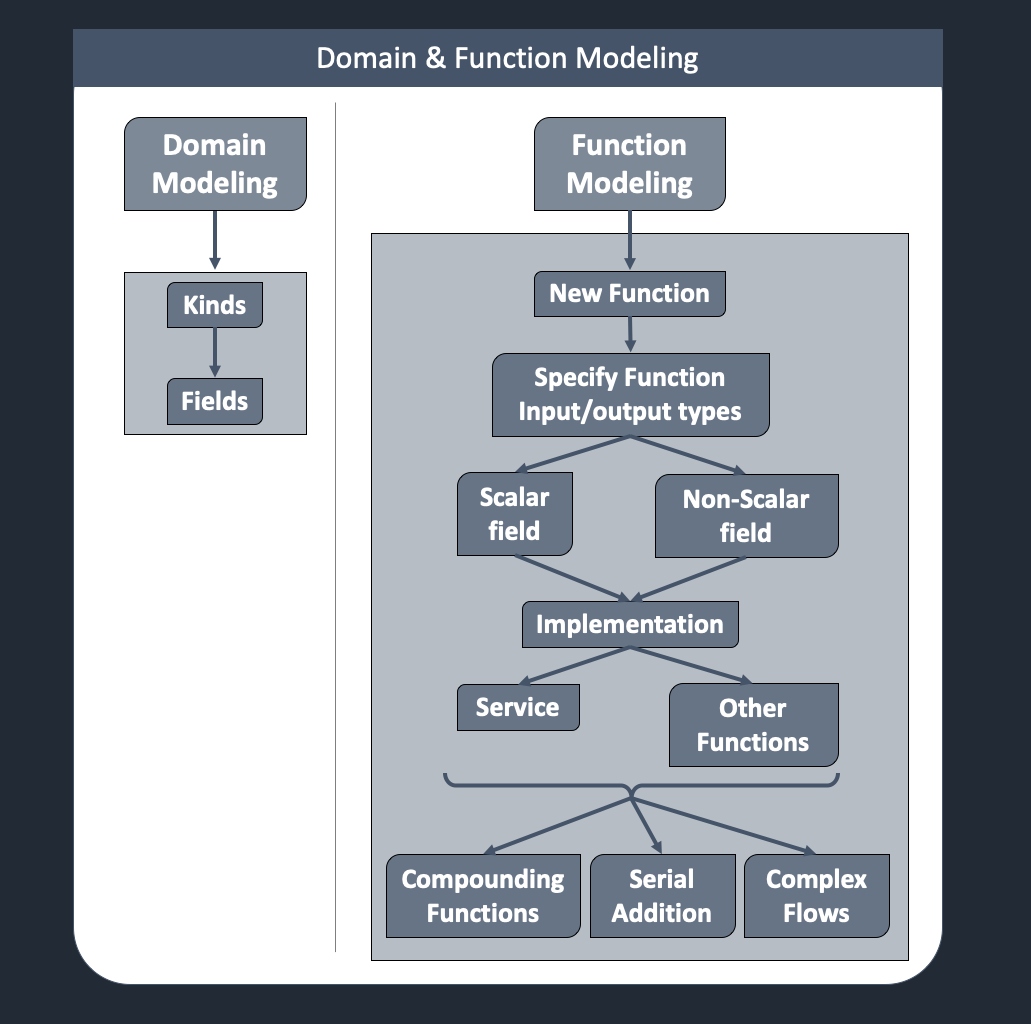 Domain & Function Modeling
Domain
Modeling
Kinds
Fields
Function
Modeling
New Function
Specify Function
Input/output types
Scalar
field
Non-Scalar
field
Implementation
Service
Other
Functions
Compounding
Functions
Serial
Addition
Complex
Flows